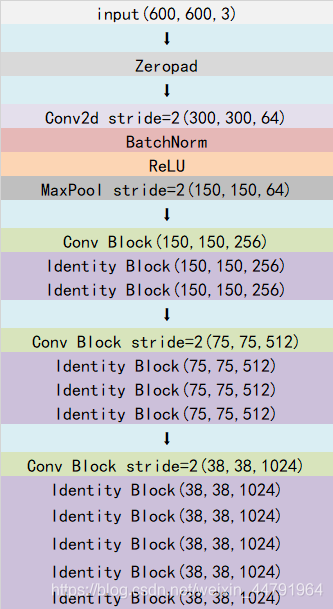 input(600,600,3)
Zeropad
Conv2d stride=2(300,300,64)
BatchNorm
ReLU
MaxPool stride=2(150,150,64)
Conv Block(150,150,256)
Identity Block(150,150,256)
Identity Block(150,150,256)
Conv Block stride=2(75,75,512)
Identity Block(75,75,512)
Identity Block(75,75,512)
Identity Block(75,75,512)
Conv Block stride=2(38,38,1024)
Identity Block(38,38,1024)
Identity Block(38,38,1024)
Identity Block(38,38,1024)
Identity Block(38,38,1024)
https://blog.csdn.net/weixin_44791964
Identity Block(38,38,1024)